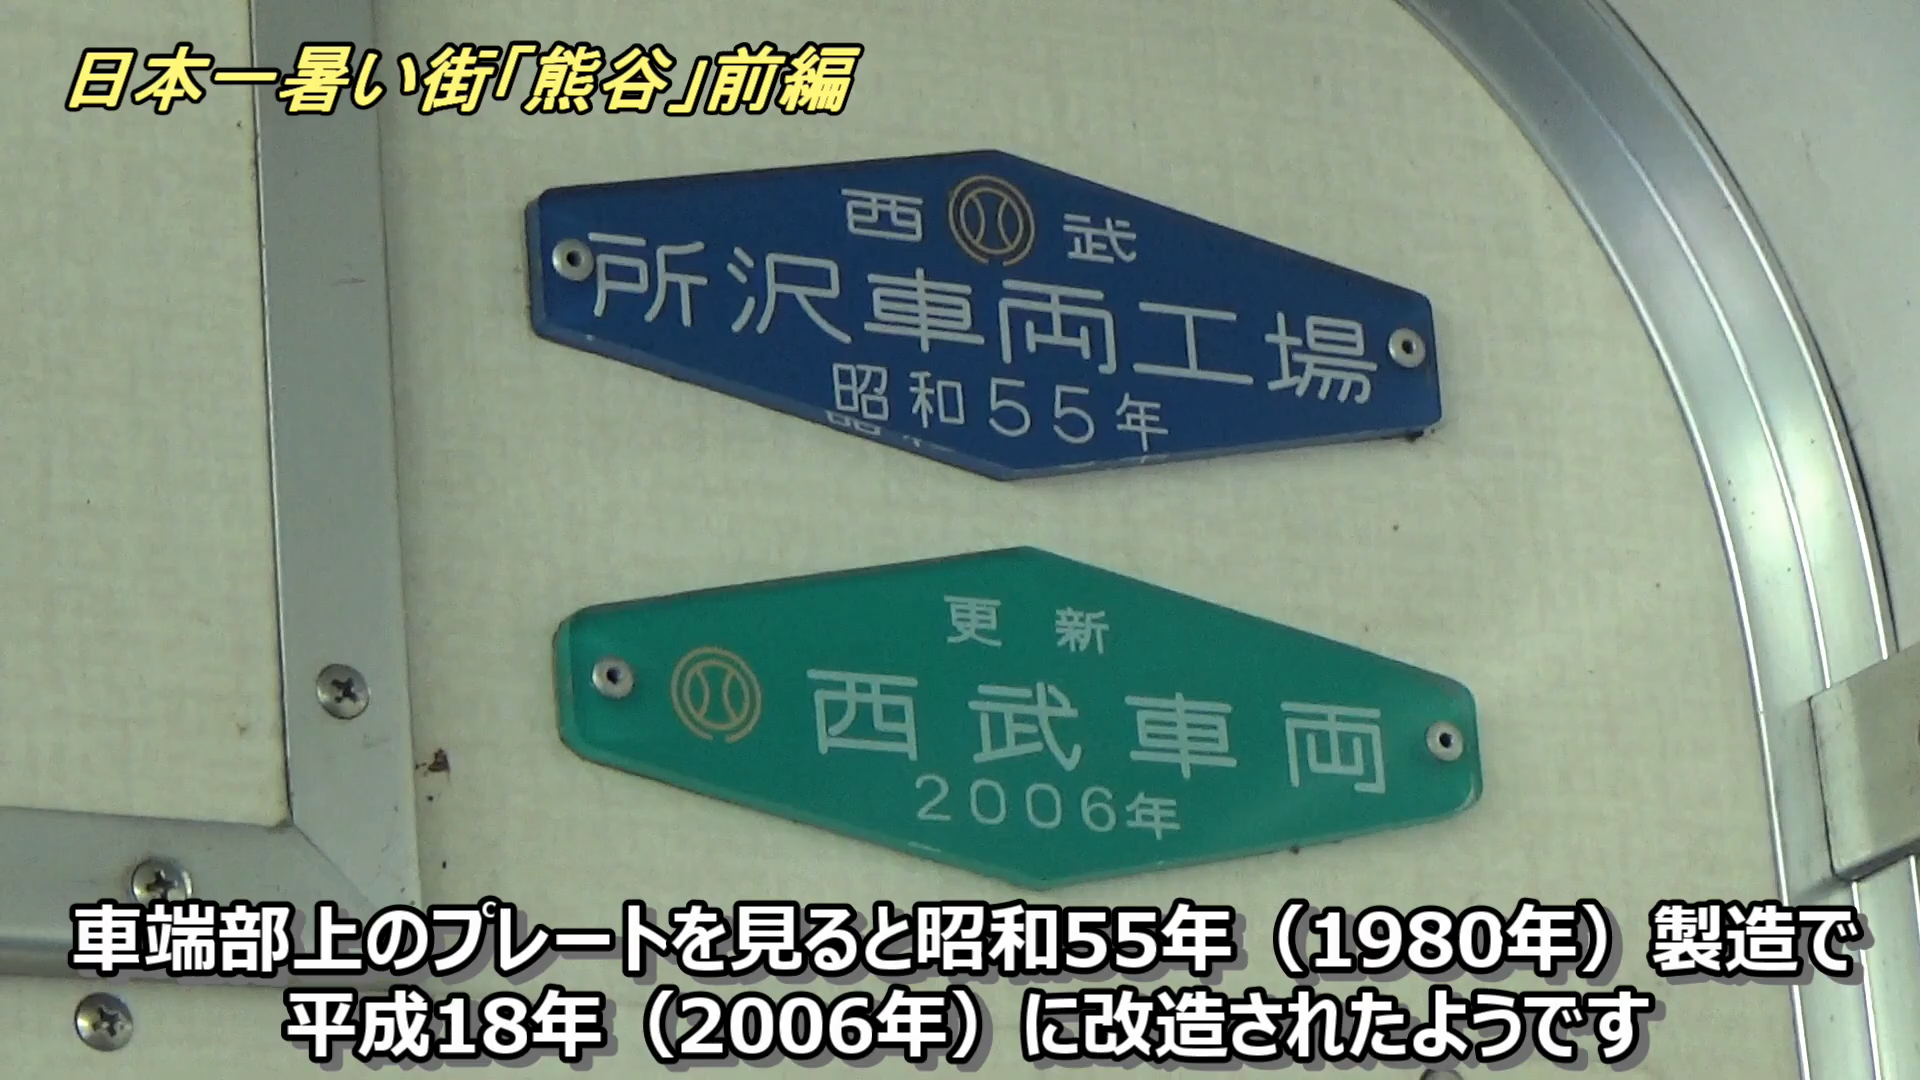 日本一暑い街「熊谷」前編
西 武
所沢車両工場
昭和55年
更新
西武車両
2006年
車端部上のプレートを見ると昭和55年（1980年）製造で
平成18年（2006年）に改造されたようです